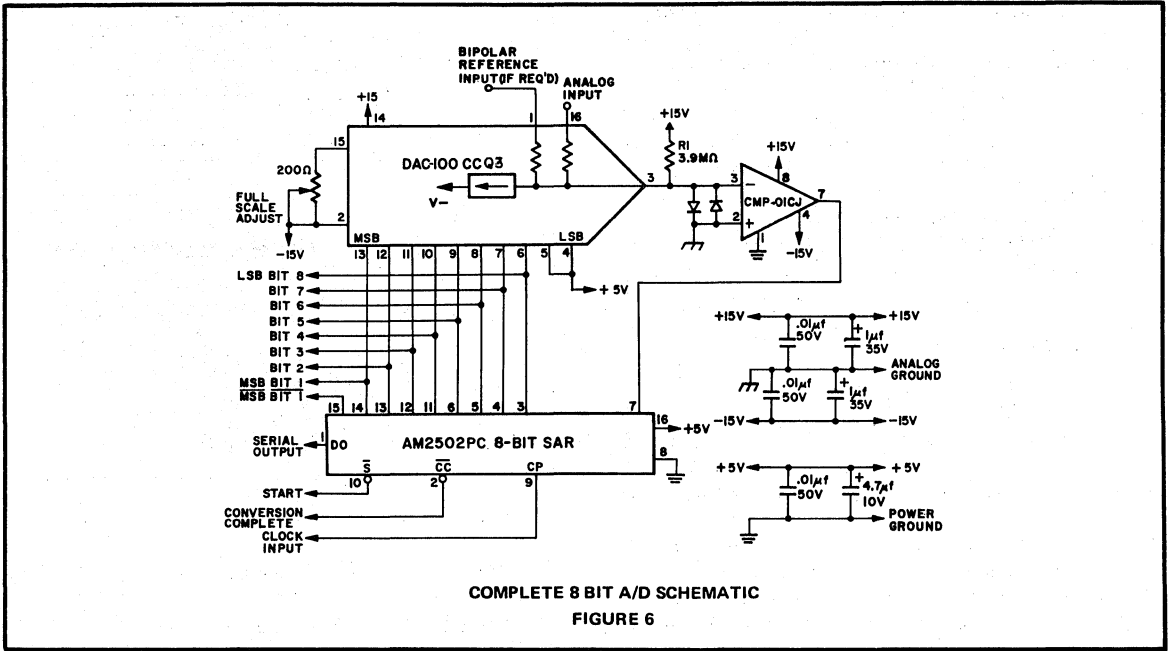 BIPOLAR
REFERENCE
INPUT(IF REQ'D)
ANALOG
INPUT
+15
14
1
16
+15V
15
200Ω
DAC-100 CC Q3
R1
3.9MΩ
+15V
3
3
8
7
V-
CMP-01CJ
FULL
SCALE
ADJUST
2
2
4
1
-15V
-15V
MSB
LSB
13
12
11
10
9
8
7
6
5
4
LSB BIT 8
+5V
BIT 7
BIT 6
BIT 5
BIT 4
BIT 3
BIT 2
MSB BIT 1
M̅S̅B̅ B̅I̅T̅ 1̅
+15V
.01µf
50V
+
1µf
35V
+15V
ANALOG
GROUND
.01µf
50V
+
1µf
35V
-15V
-15V
15
14
13
12
11
6
5
4
3
7
16
+5V
SERIAL
OUTPUT
1
DO
AM2502PC 8-BIT SAR
8
S̅
C̅C̅
CP
10
2
9
START
CONVERSION
COMPLETE
CLOCK
INPUT
+5V
.01µf
50V
+
4.7µf
10V
+5V
POWER
GROUND
COMPLETE 8 BIT A/D SCHEMATIC
FIGURE 6